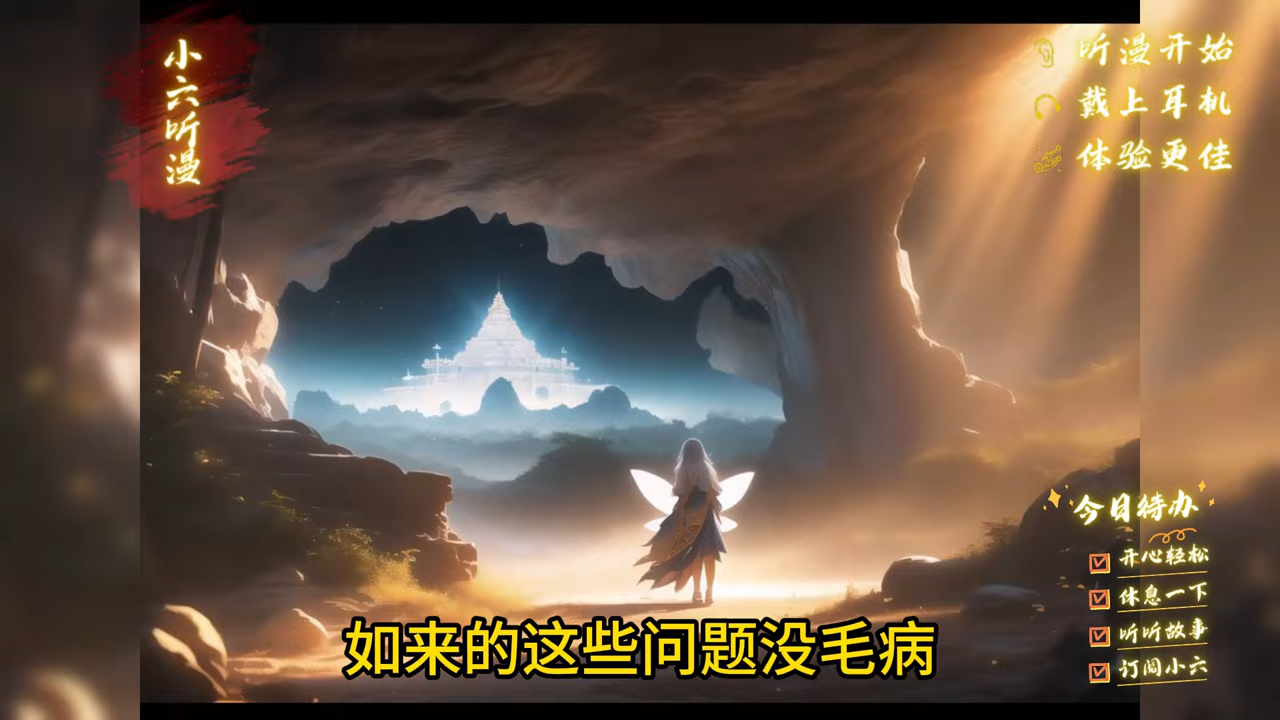 小六听漫
听漫开始
戴上耳机
体验更佳
今日待办
开心轻松
休息一下
听听故事
订阅小六
如来的这些问题没毛病